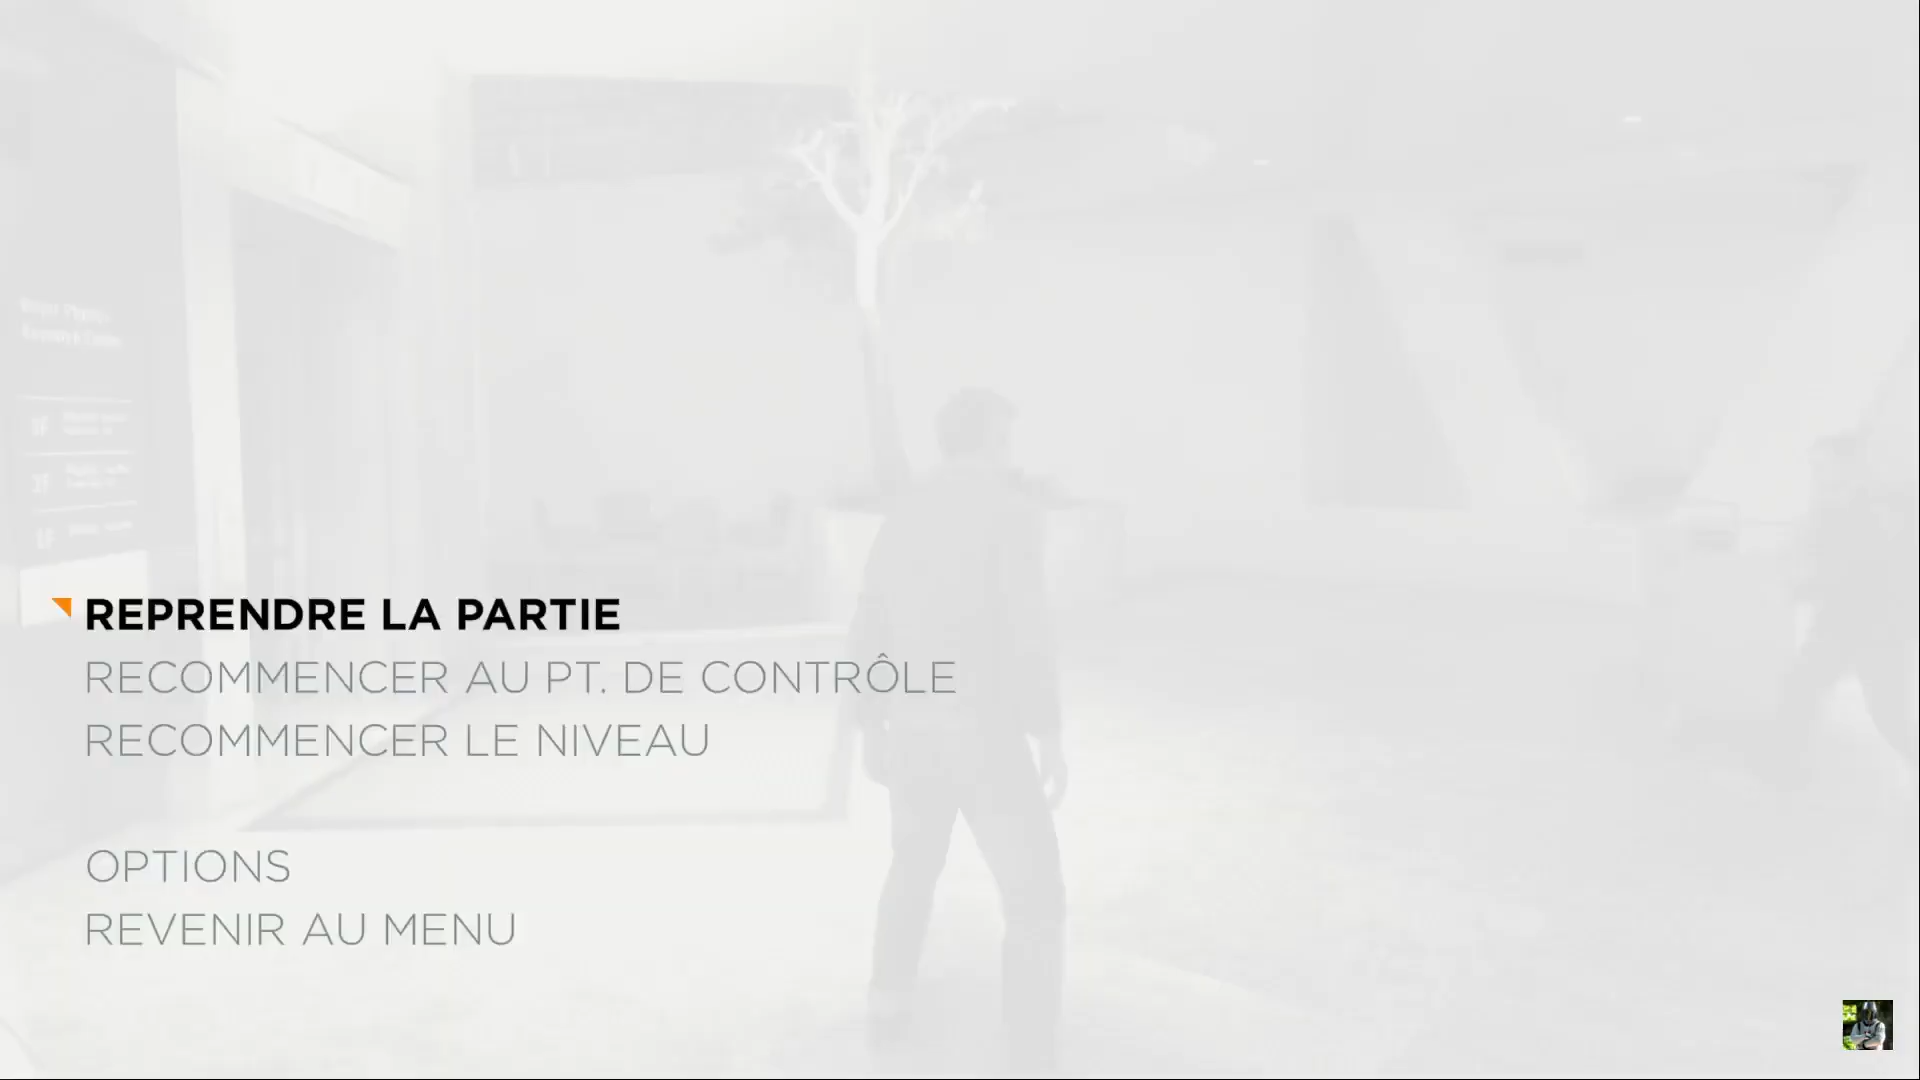 REPRENDRE LA PARTIE
RECOMMENCER AU PT. DE CONTRÔLE
RECOMMENCER LE NIVEAU
OPTIONS
REVENIR AU MENU